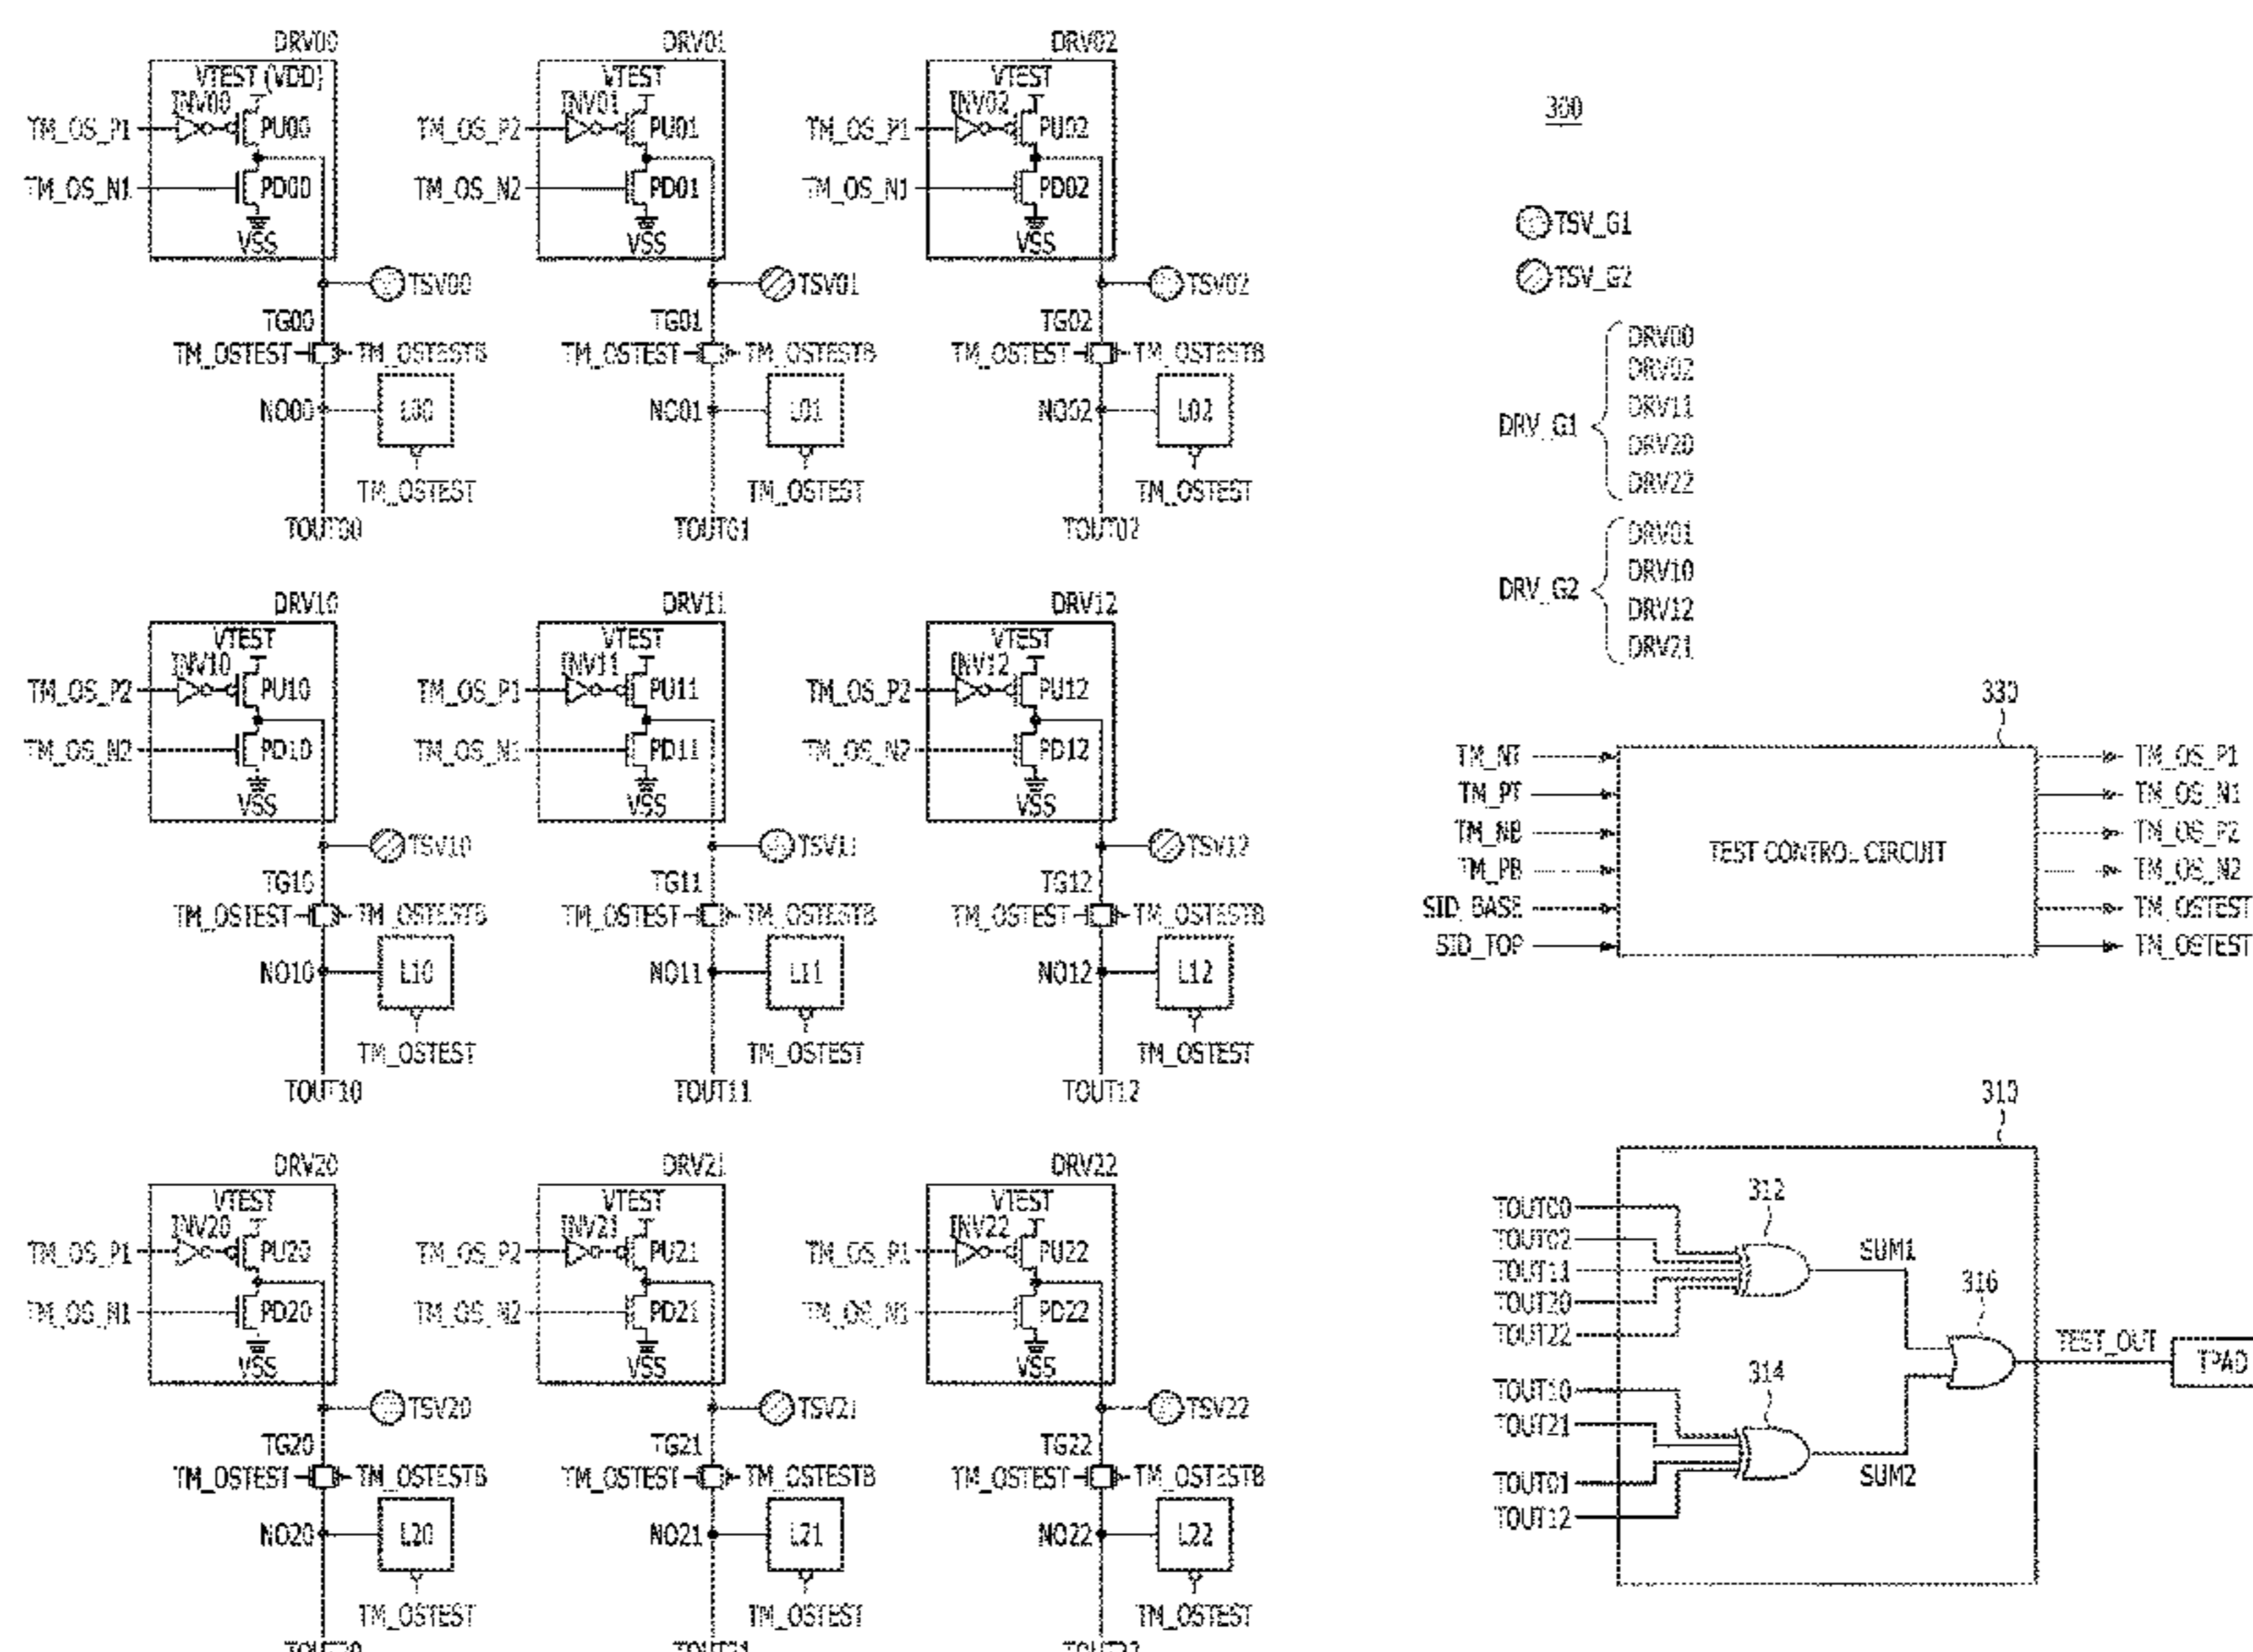 DRV00 DRV01 DRV02
VTEST (VDD) VTEST VTEST
INV00 INV01 INV02
TM_OS_P1 PU00 TM_OS_P2 PU01 TM_OS_P1 PU02
TM_OS_N1 PD00 TM_OS_N2 PD01 TM_OS_N1 PD02
VSS VSS VSS
TSV00 TSV01 TSV02
TG00 TG01 TG02
TM_OSTEST TM_OSTESTB TM_OSTEST TM_OSTESTB TM_OSTEST TM_OSTESTB
NO00 L00 NO01 L01 NO02 L02
TM_OSTEST TM_OSTEST TM_OSTEST
TOUT00 TOUT01 TOUT02
DRV10 DRV11 DRV12
VTEST VTEST VTEST
INV10 INV11 INV12
TM_OS_P2 PU10 TM_OS_P1 PU11 TM_OS_P2 PU12
TM_OS_N2 PD10 TM_OS_N1 PD11 TM_OS_N2 PD12
VSS VSS VSS
TSV10 TSV11 TSV12
TG10 TG11 TG12
TM_OSTEST TM_OSTESTB TM_OSTEST TM_OSTESTB TM_OSTEST TM_OSTESTB
NO10 L10 NO11 L11 NO12 L12
TM_OSTEST TM_OSTEST TM_OSTEST
TOUT10 TOUT11 TOUT12
DRV20 DRV21 DRV22
VTEST VTEST VTEST
INV20 INV21 INV22
TM_OS_P1 PU20 TM_OS_P2 PU21 TM_OS_P1 PU22
TM_OS_N1 PD20 TM_OS_N2 PD21 TM_OS_N1 PD22
VSS VSS VSS
TSV20 TSV21 TSV22
TG20 TG21 TG22
TM_OSTEST TM_OSTESTB TM_OSTEST TM_OSTESTB TM_OSTEST TM_OSTESTB
NO20 L20 NO21 L21 NO22 L22
TM_OSTEST TM_OSTEST TM_OSTEST
300
TSV_G1
TSV_G2
DRV_G1
DRV00
DRV02
DRV11
DRV20
DRV22
DRV_G2
DRV01
DRV10
DRV12
DRV21
330
TM_NT TM_OS_P1
TM_PT TM_OS_N1
TM_NB TM_OS_P2
TEST CONTROL CIRCUIT
TM_PB TM_OS_N2
SID_BASE TM_OSTEST
SID_TOP TM_OSTEST
310
312
TOUT00
TOUT02
TOUT11
TOUT20
TOUT22
SUM1
316
TEST_OUT
TPAD
314
TOUT10
TOUT21
TOUT01
TOUT12
SUM2